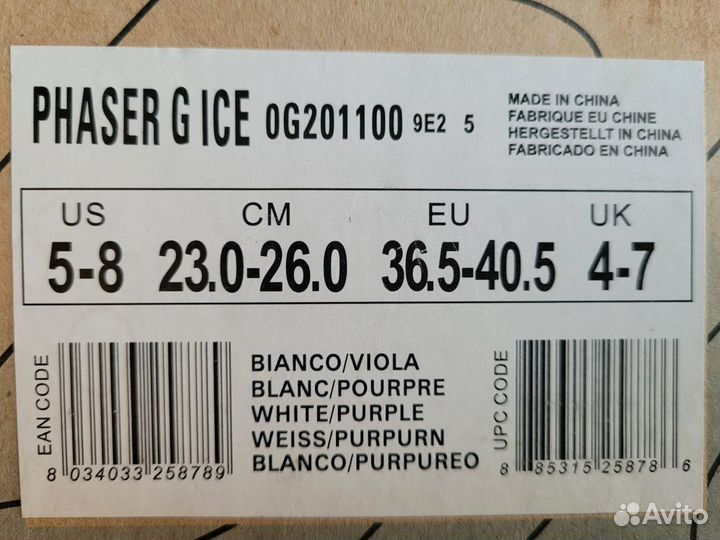 PHASER G ICE 0G201100 9E2 5
MADE IN CHINA
FABRIQUE EU CHINE
HERGESTELLT IN CHINA
FABRICADO EN CHINA
US CM EU UK
5-8 23.0-26.0 36.5-40.5 4-7
EAN CODE
8 034033 258789
BIANCO/VIOLA
BLANC/POURPRE
WHITE/PURPLE
WEISS/PURPURN
BLANCO/PURPUREO
UPC CODE
8 85315 25878 6
Avito